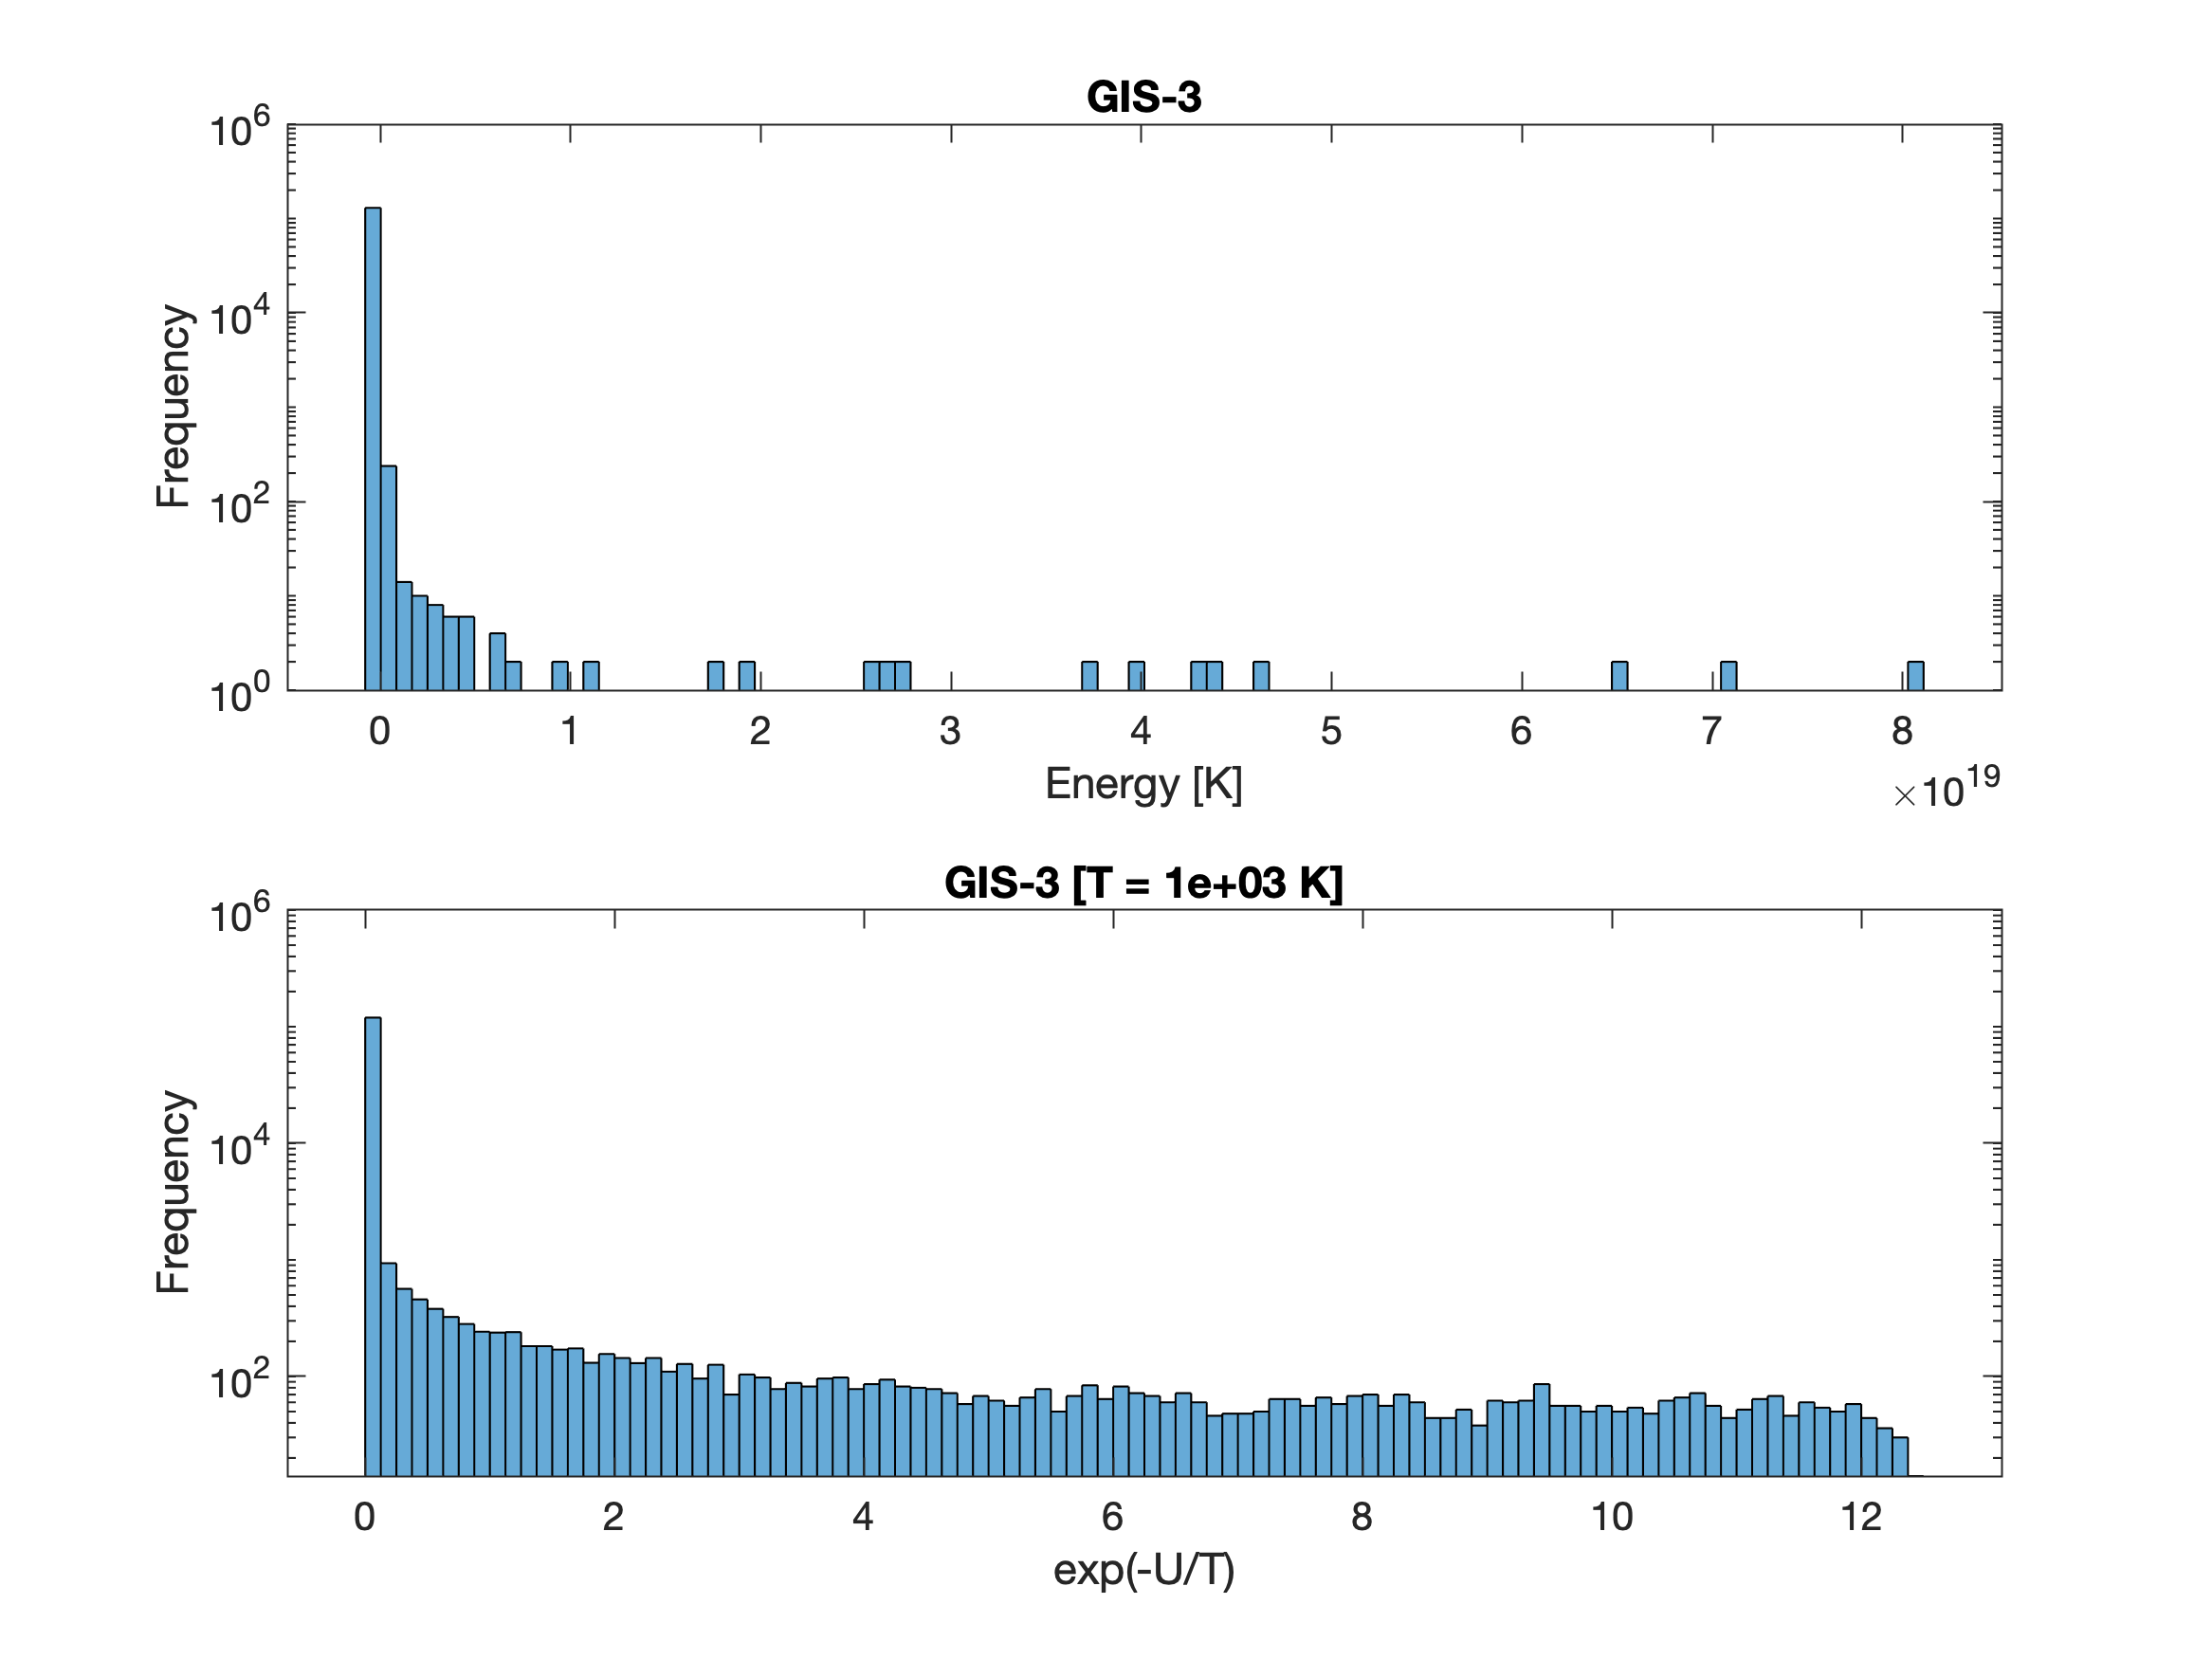 GIS-3
10^6
10^4
10^2
10^0
Frequency
0 1 2 3 4 5 6 7 8
Energy [K]
×10^19
GIS-3 [T = 1e+03 K]
10^6
10^4
10^2
Frequency
0 2 4 6 8 10 12
exp(-U/T)